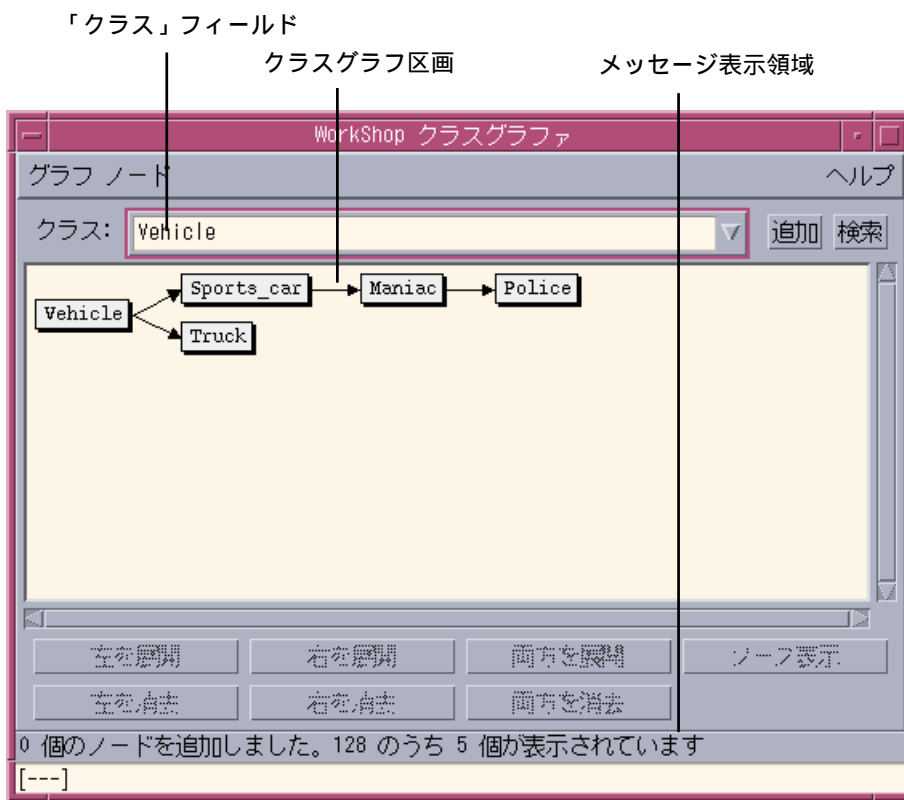 「クラス」フィールド
クラスグラフ区画
メッセージ表示領域
WorkShop クラスグラファ
グラフ ノード ヘルプ
クラス: Vehicle 追加 検索
Sports_car Maniac Police
Vehicle
Truck
左を展開 右を展開 両方を展開 ソース表示
左を消去 右を消去 両方を消去
0 個のノードを追加しました。128 のうち 5 個が表示されています
[---]